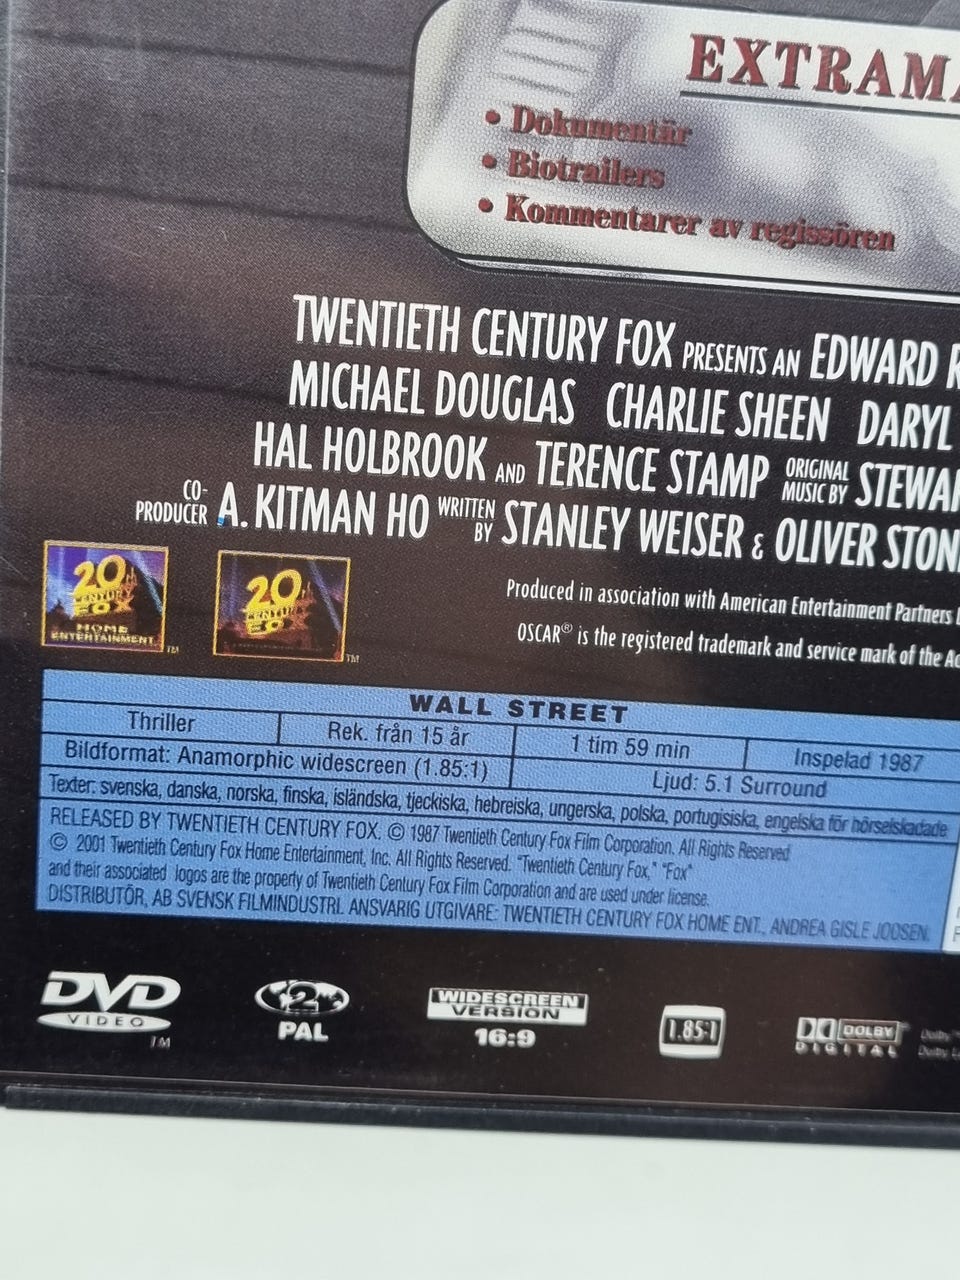 EXTRAMA
• Dokumentär
• Biotrailers
• Kommentarer av regissören
TWENTIETH CENTURY FOX PRESENTS AN EDWARD
MICHAEL DOUGLAS CHARLIE SHEEN DARYL
HAL HOLBROOK AND TERENCE STAMP ORIGINAL MUSIC BY STEWAR
CO-PRODUCER A. KITMAN HO WRITTEN BY STANLEY WEISER & OLIVER STON
20 CENTURY FOX HOME ENTERTAINMENT TM
20 CENTURY FOX TM
Produced in association with American Entertainment Partners
OSCAR® is the registered trademark and service mark of the Ac
WALL STREET
Thriller Rek. från 15 år 1 tim 59 min Inspelad 1987
Bildformat: Anamorphic widescreen (1.85:1) Ljud: 5.1 Surround
Texter: svenska, danska, norska, finska, isländska, tjeckiska, hebreiska, ungerska, polska, portugisiska, engelska för hörselskadade
RELEASED BY TWENTIETH CENTURY FOX. © 1987 Twentieth Century Fox Film Corporation. All Rights Reserved
© 2001 Twentieth Century Fox Home Entertainment, Inc. All Rights Reserved. "Twentieth Century Fox," "Fox"
and their associated logos are the property of Twentieth Century Fox Film Corporation and are used under license.
DISTRIBUTÖR, AB SVENSK FILMINDUSTRI. ANSVARIG UTGIVARE: TWENTIETH CENTURY FOX HOME ENT., ANDREA GISLE JOOSEN.
DVD VIDEO TM
2 PAL
WIDESCREEN VERSION 16:9
1.85:1
DOLBY DIGITAL